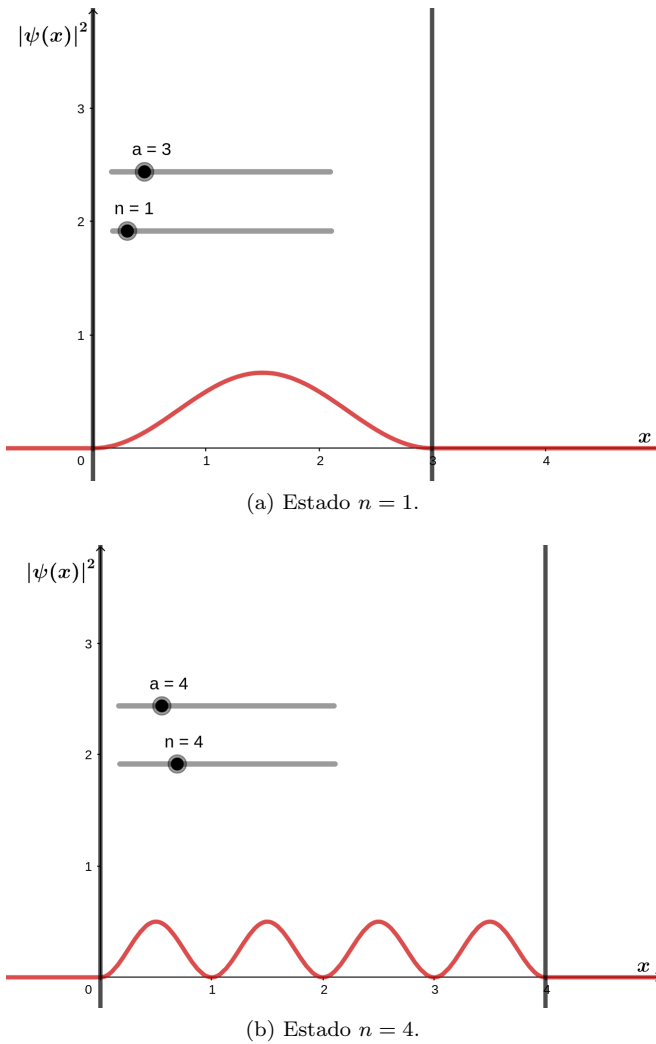 |ψ(x)|²
3
a = 3
n = 1
2
1
x
0 1 2 3 4
(a) Estado n = 1.
|ψ(x)|²
3
a = 4
n = 4
2
1
x
0 1 2 3 4
(b) Estado n = 4.